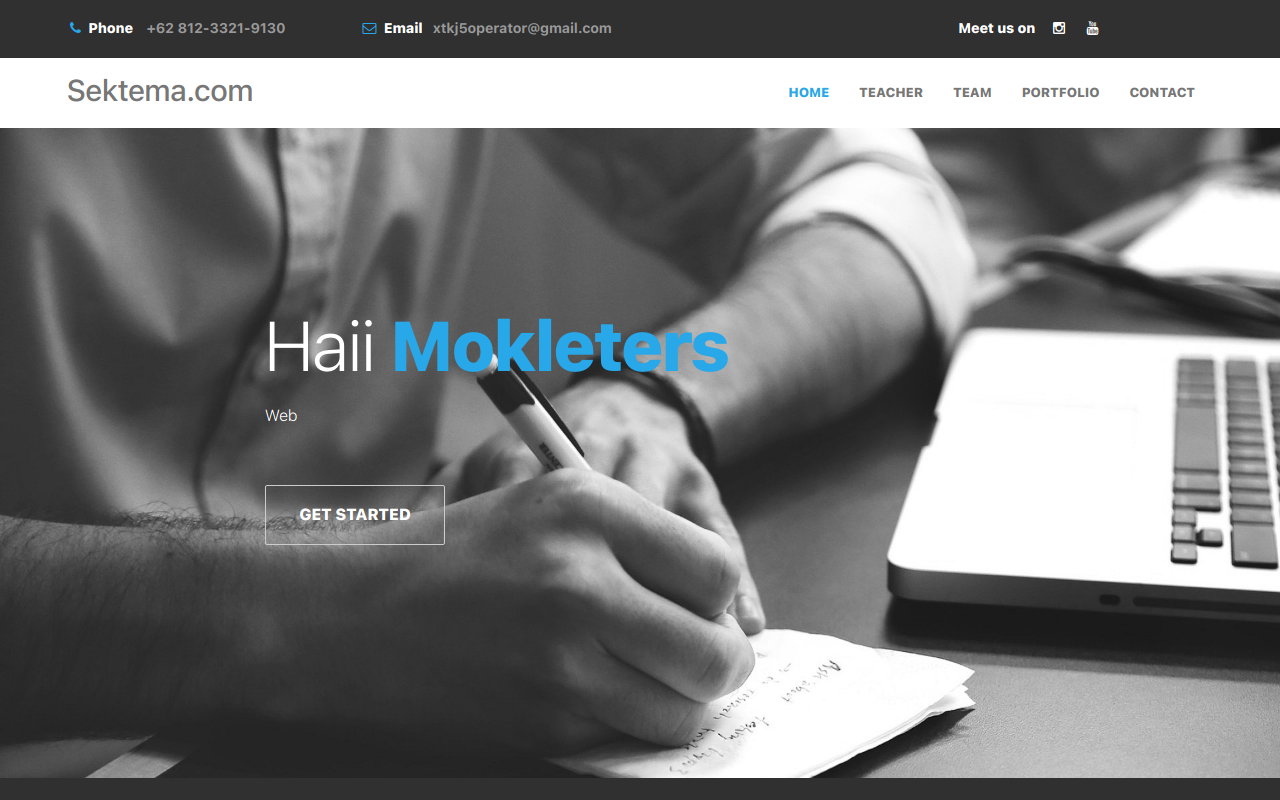 Phone +62 812-3321-9130 Email xtkj5operator@gmail.com Meet us on
Sektema.com HOME TEACHER TEAM PORTFOLIO CONTACT
Haii Mokleters
Web
GET STARTED